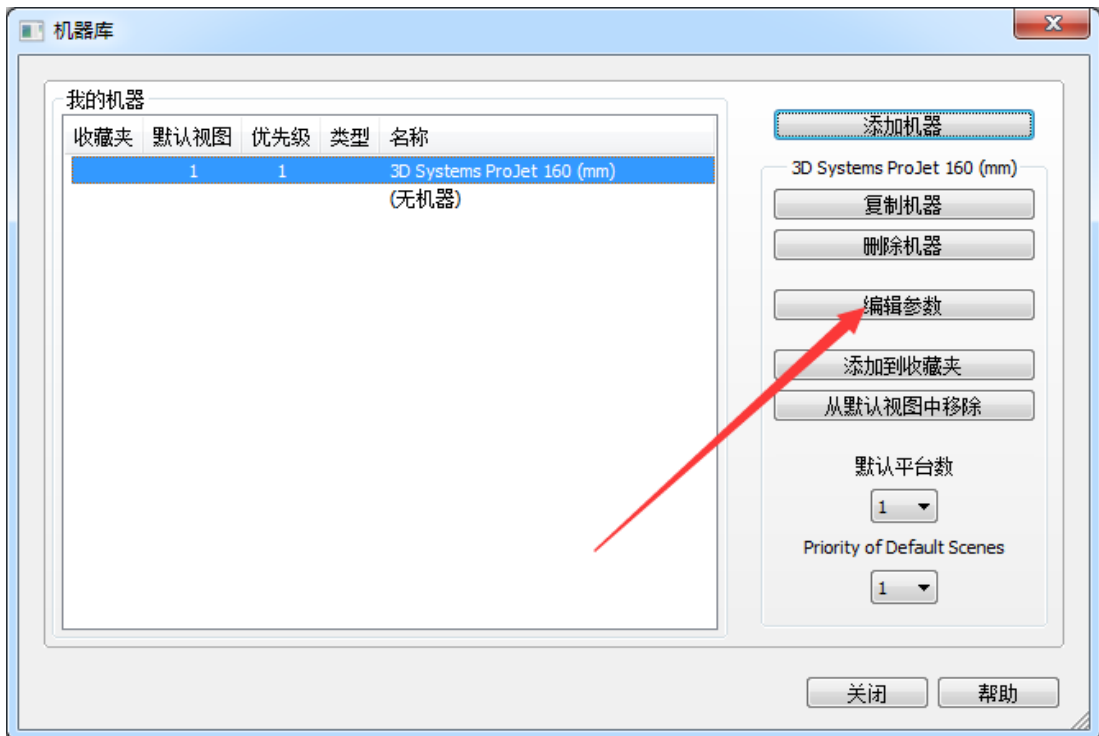 机器库
我的机器
收藏夹 默认视图 优先级 类型 名称
1 1 3D Systems ProJet 160 (mm)
(无机器)
添加机器
3D Systems ProJet 160 (mm)
复制机器
删除机器
编辑参数
添加到收藏夹
从默认视图中移除
默认平台数
1
Priority of Default Scenes
1
关闭 帮助